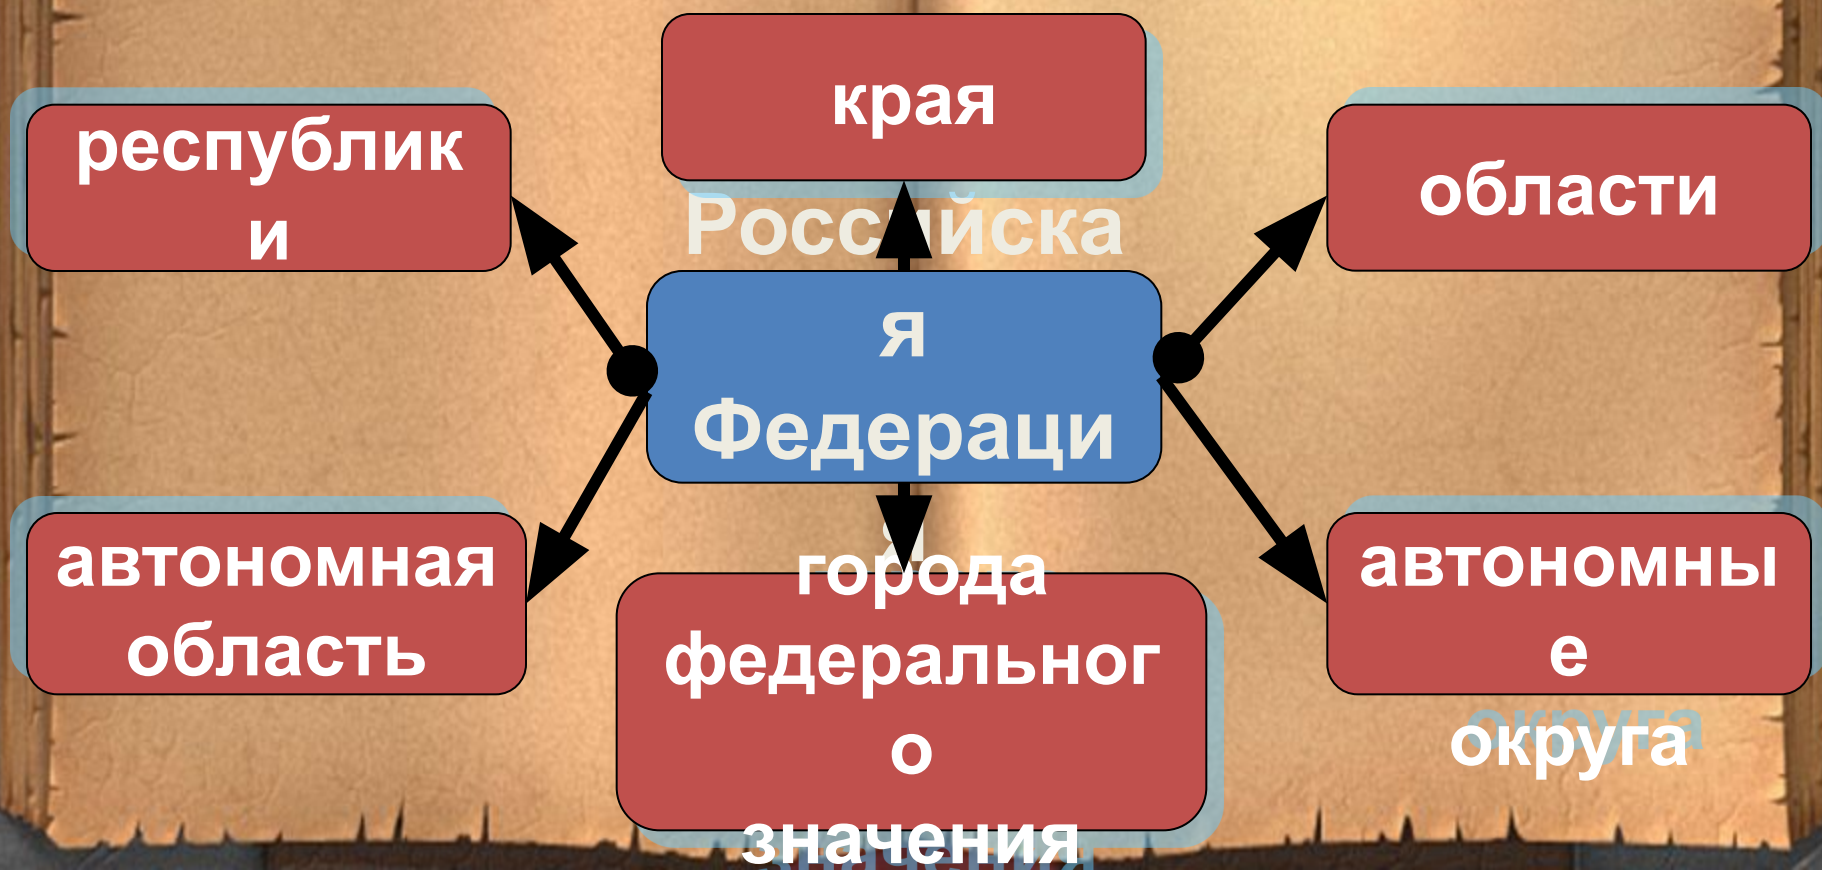 края
республик
и
области
Российска
я
Федераци
я
автономная
область
города
федеральног
о
значения
автономны
е
округа